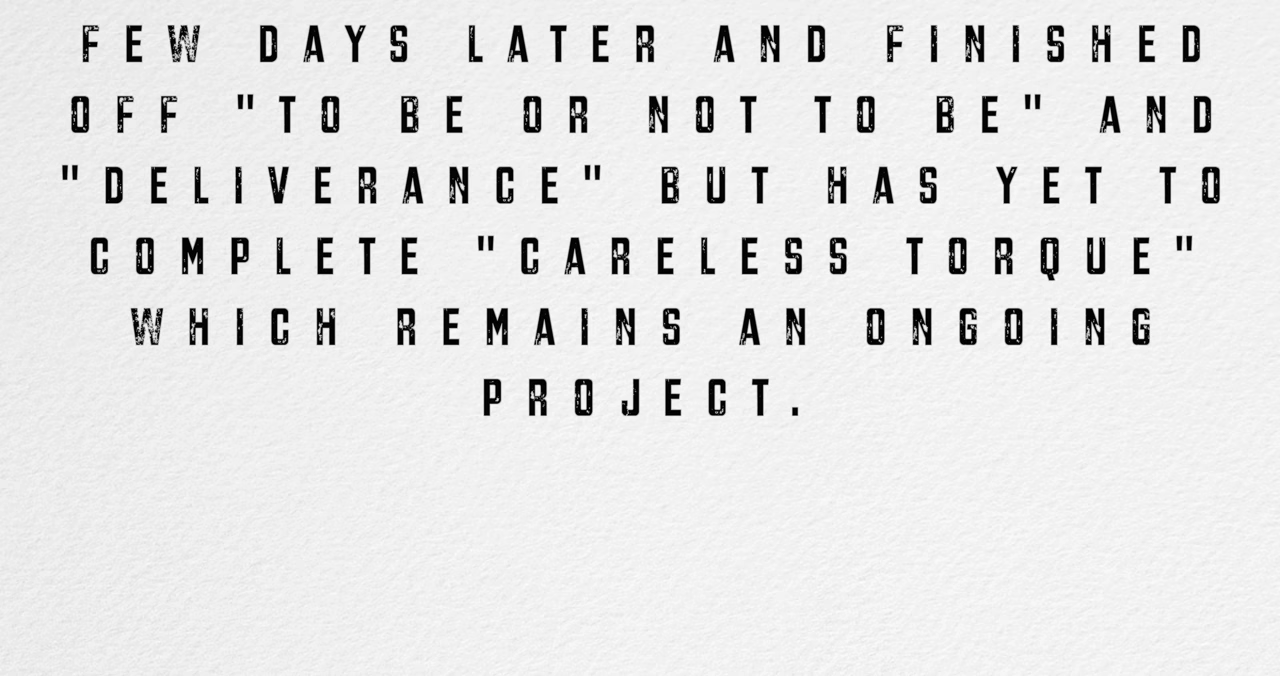 FEW DAYS LATER AND FINISHED
OFF "TO BE OR NOT TO BE" AND
"DELIVERANCE" BUT HAS YET TO
COMPLETE "CARELESS TORQUE"
WHICH REMAINS AN ONGOING
PROJECT.